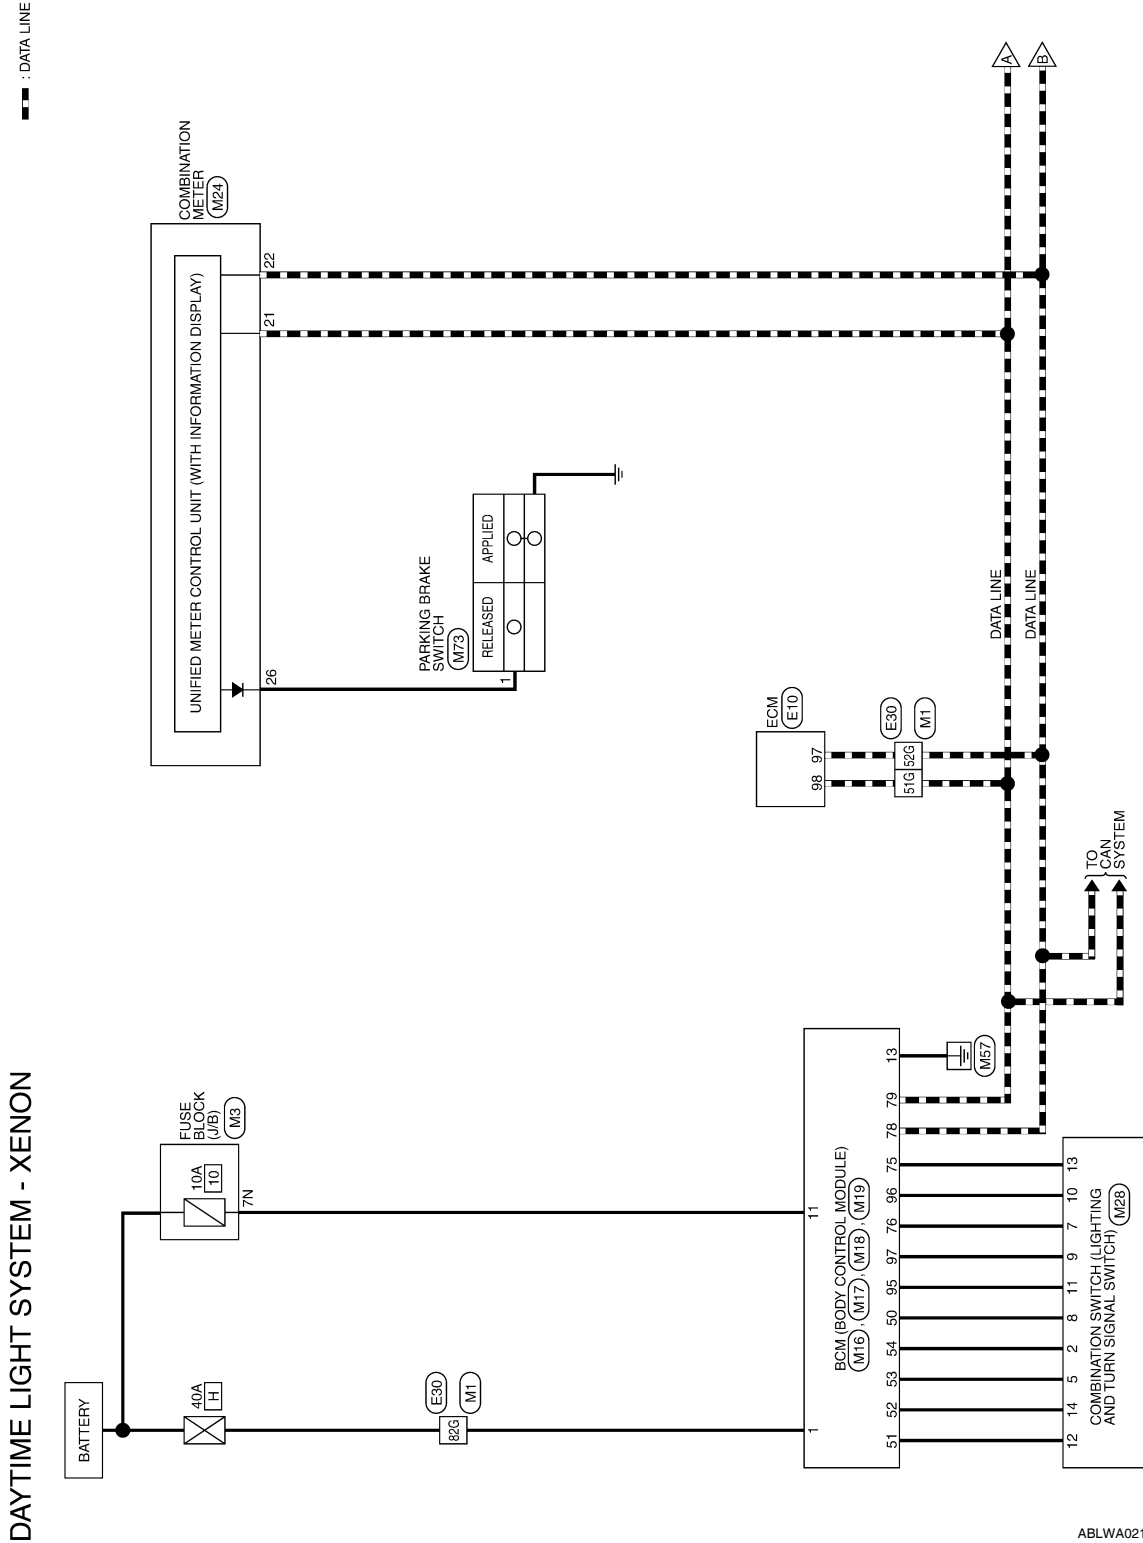 DAYTIME LIGHT SYSTEM - XENON
: DATA LINE
BATTERY
40A
H
10A
10
FUSE
BLOCK
(J/B)
M3
7N
E30
M1
82G
1
11
BCM (BODY CONTROL MODULE)
M16 , M17 , M18 , M19
51
52
53
54
50
95
97
76
96
75
78
79
13
M57
12
14
5
2
8
11
9
7
10
13
COMBINATION SWITCH (LIGHTING
AND TURN SIGNAL SWITCH)
M28
UNIFIED METER CONTROL UNIT (WITH INFORMATION DISPLAY)
COMBINATION
METER
M24
26
21
22
PARKING BRAKE
SWITCH
M73
RELEASED
APPLIED
1
ECM
E10
98
97
51G
52G
E30
M1
TO
CAN
SYSTEM
DATA LINE
DATA LINE
A
B
ABLWA021